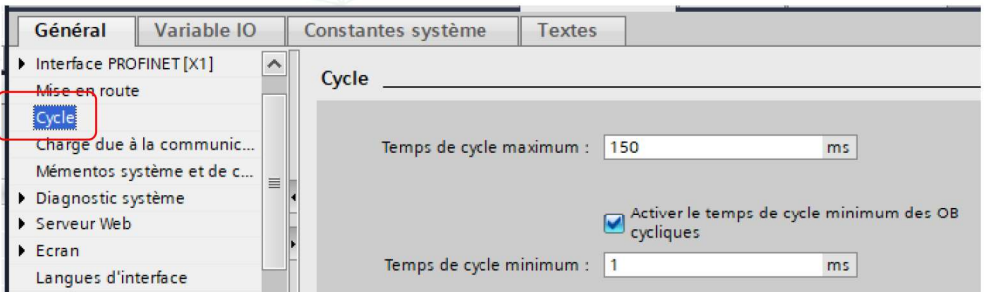 Général
Variable IO
Constantes système
Textes
Interface PROFINET [X1]
Mise en route
Cycle
Charge due à la communic...
Mémentos système et de c...
Diagnostic système
Serveur Web
Ecran
Langues d'interface
Cycle
Temps de cycle maximum : 150 ms
Activer le temps de cycle minimum des OB
cycliques
Temps de cycle minimum : 1 ms